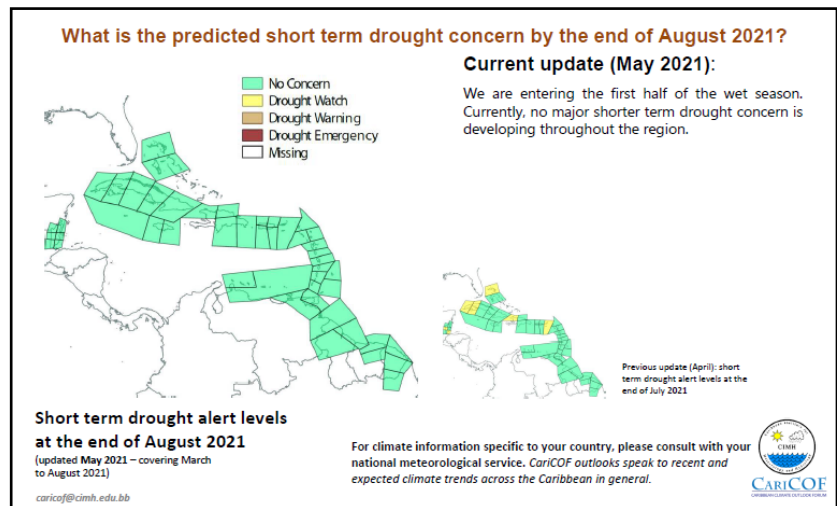 What is the predicted short term drought concern by the end of August 2021?
No Concern
Drought Watch
Drought Warning
Drought Emergency
Missing
Current update (May 2021):
We are entering the first half of the wet season.
Currently, no major shorter term drought concern is
developing throughout the region.
Previous update (April): short
term drought alert levels at the
end of July 2021
Short term drought alert levels
at the end of August 2021
(updated May 2021 – covering March
to August 2021)
caricof@cimh.edu.bb
For climate information specific to your country, please consult with your
national meteorological service. CariCOF outlooks speak to recent and
expected climate trends across the Caribbean in general.
CIMH
CARICOF
CARIBBEAN CLIMATE OUTLOOK FORUM